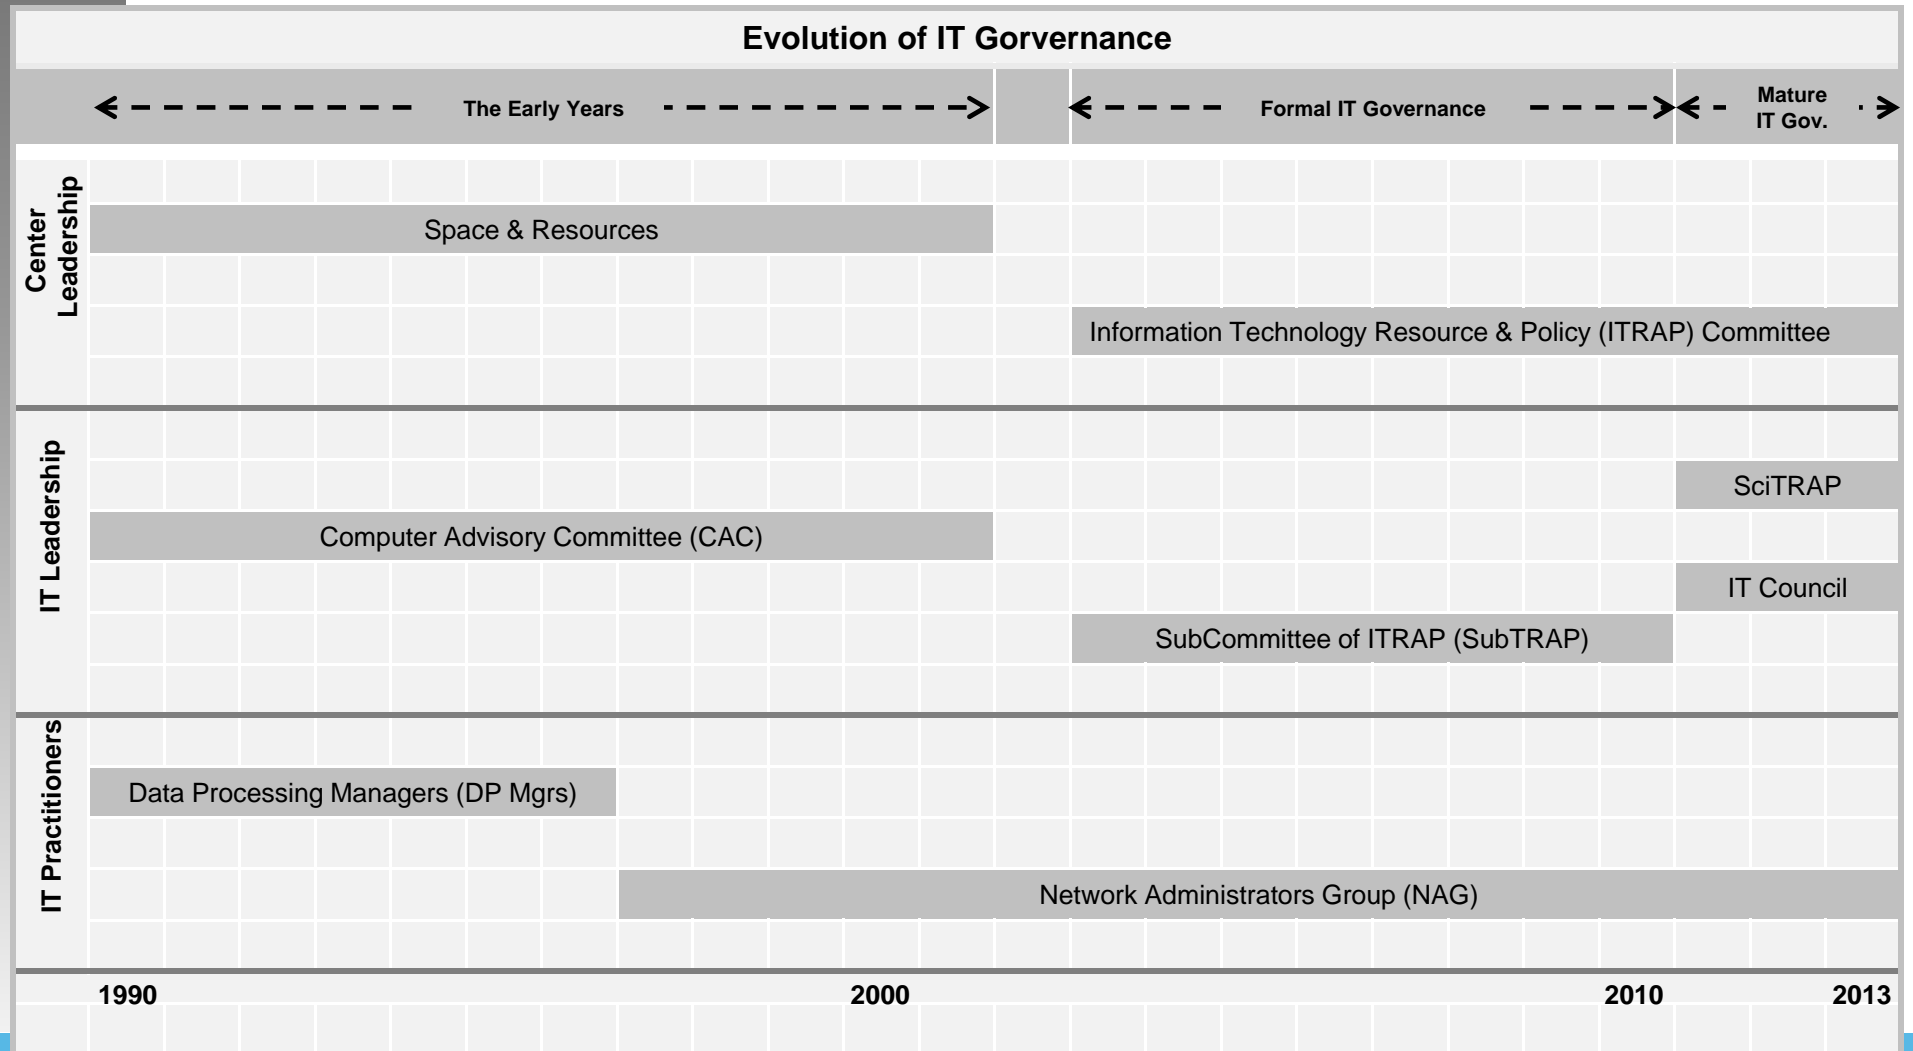 Evolution of IT Gorvernance
The Early Years
Formal IT Governance
Mature
IT Gov.
Center
Leadership
Space & Resources
Information Technology Resource & Policy (ITRAP) Committee
IT Leadership
SciTRAP
Computer Advisory Committee (CAC)
IT Council
SubCommittee of ITRAP (SubTRAP)
IT Practitioners
Data Processing Managers (DP Mgrs)
Network Administrators Group (NAG)
1990 2000 2010 2013